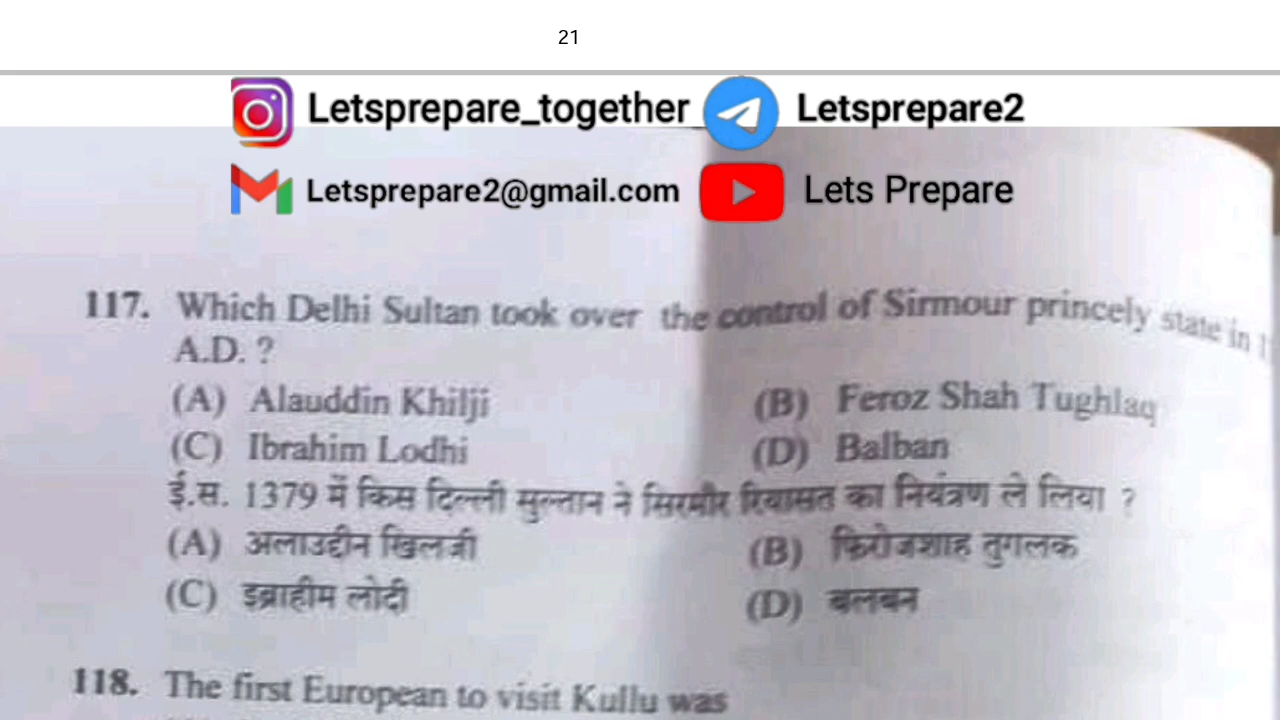 21
Letsprepare_together Letsprepare2
Letsprepare2@gmail.com Lets Prepare
117. Which Delhi Sultan took over the control of Sirmour princely state in
A.D. ?
(A) Alauddin Khilji (B) Feroz Shah Tughlaq
(C) Ibrahim Lodhi (D) Balban
ई.स. 1379 में किस दिल्ली सुल्तान ने सिरमौर रियासत का नियंत्रण ले लिया ?
(A) अलाउद्दीन खिलजी (B) फिरोजशाह तुगलक
(C) इब्राहीम लोदी (D) बलबन
118. The first European to visit Kullu was